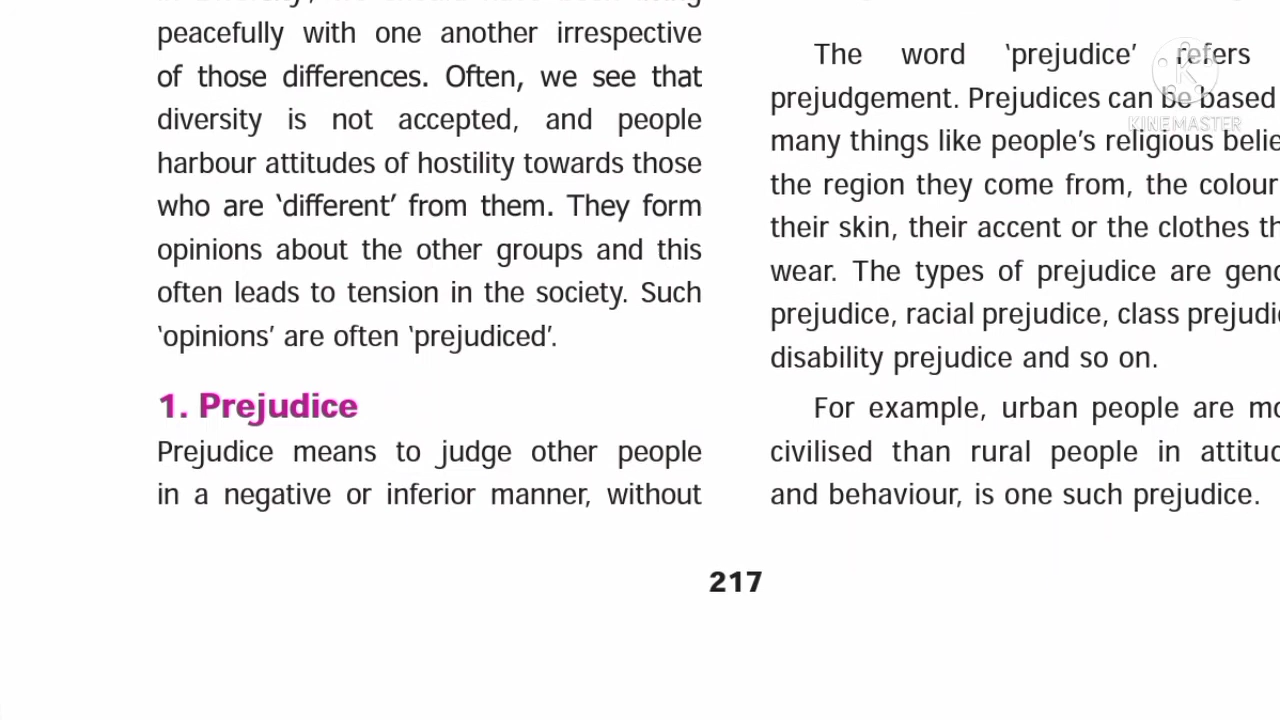 peacefully with one another irrespective
of those differences. Often, we see that
diversity is not accepted, and people
harbour attitudes of hostility towards those
who are ‘different’ from them. They form
opinions about the other groups and this
often leads to tension in the society. Such
‘opinions’ are often ‘prejudiced’.
1. Prejudice
Prejudice means to judge other people
in a negative or inferior manner, without
The word ‘prejudice’ refers
prejudgement. Prejudices can be based
many things like people’s religious
the region they come from, the colour
their skin, their accent or the clothes
wear. The types of prejudice are
prejudice, racial prejudice, class
disability prejudice and so on.
For example, urban people are
civilised than rural people in
and behaviour, is one such prejudice.
217
KINEMASTER